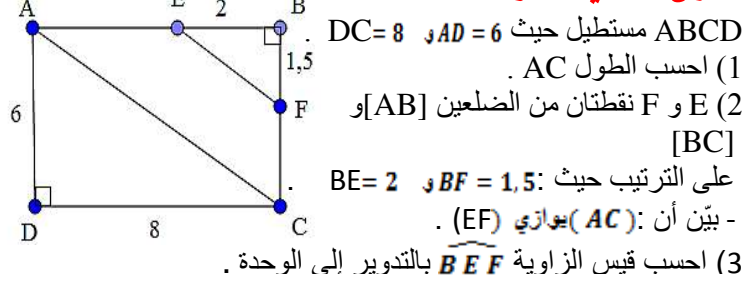 A E 2 B
ABCD مستطيل حيث AD = 6 و DC= 8 .
1,5
1) احسب الطول AC .
6 F
2) E و F نقطتان من الضلعين [AB]و
[BC]
على الترتيب حيث :BF = 1,5 و BE= 2 .
D 8 C
- بيّن أن :( AC )يوازي (EF) .
3) احسب قيس الزاوية BEF بالتدوير إلى الوحدة .